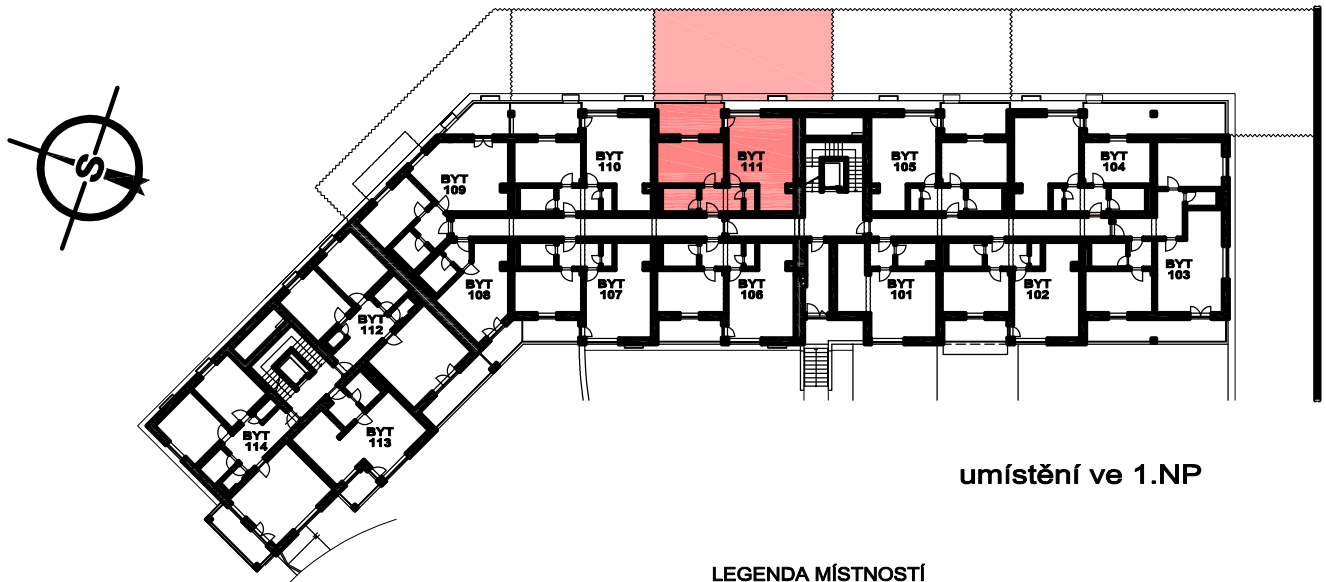 S
BYT
110
BYT
111
BYT
105
BYT
104
BYT
109
BYT
103
BYT
108
BYT
107
BYT
106
BYT
101
BYT
102
BYT
112
BYT
113
BYT
114
umístění ve 1.NP
LEGENDA MÍSTNOSTÍ